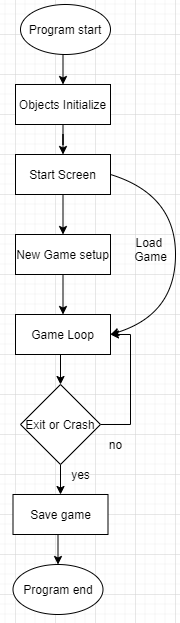 Program start
Objects Initialize
Start Screen
Load
Game
New Game setup
Game Loop
Exit or Crash
no
yes
Save game
Program end